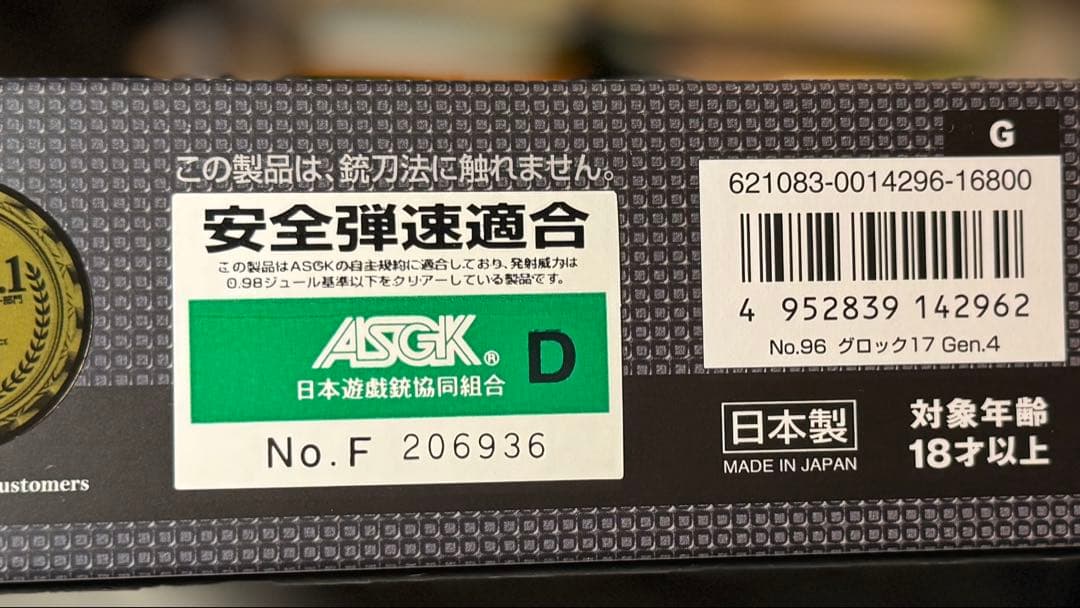 この製品は、銃刀法に触れません。
安全弾速適合
この製品はASGKの自主規約に適合しており、発射威力は
0.98ジュール基準以下をクリアーしている製品です。
ASGK® D
日本遊戯銃協同組合
No.F 206936
G
621083-0014296-16800
4 952839 142962
No.96 グロック17 Gen.4
日本製
MADE IN JAPAN
対象年齢
18才以上
.1
部門
ustomers